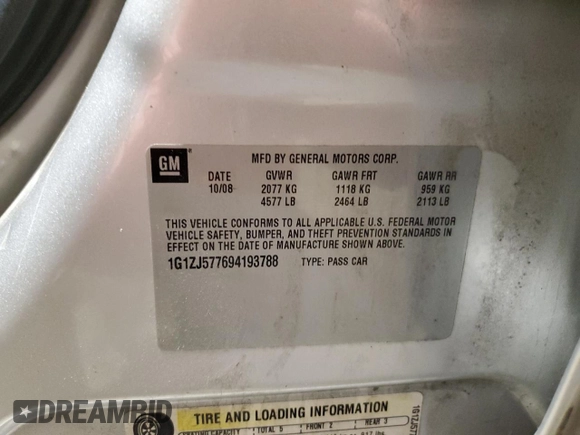 GM
MFD BY GENERAL MOTORS CORP.
DATE GVWR GAWR FRT GAWR RR
10/08 2077 KG 1118 KG 959 KG
4577 LB 2464 LB 2113 LB
THIS VEHICLE CONFORMS TO ALL APPLICABLE U.S. FEDERAL MOTOR
VEHICLE SAFETY, BUMPER, AND THEFT PREVENTION STANDARDS IN
EFFECT ON THE DATE OF MANUFACTURE SHOWN ABOVE.
1G1ZJ577694193788 TYPE: PASS CAR
TIRE AND LOADING INFORMATION
SEATING CAPACITY TOTAL 5 FRONT 2 REAR 3
1G1ZJ577
DREAMBID